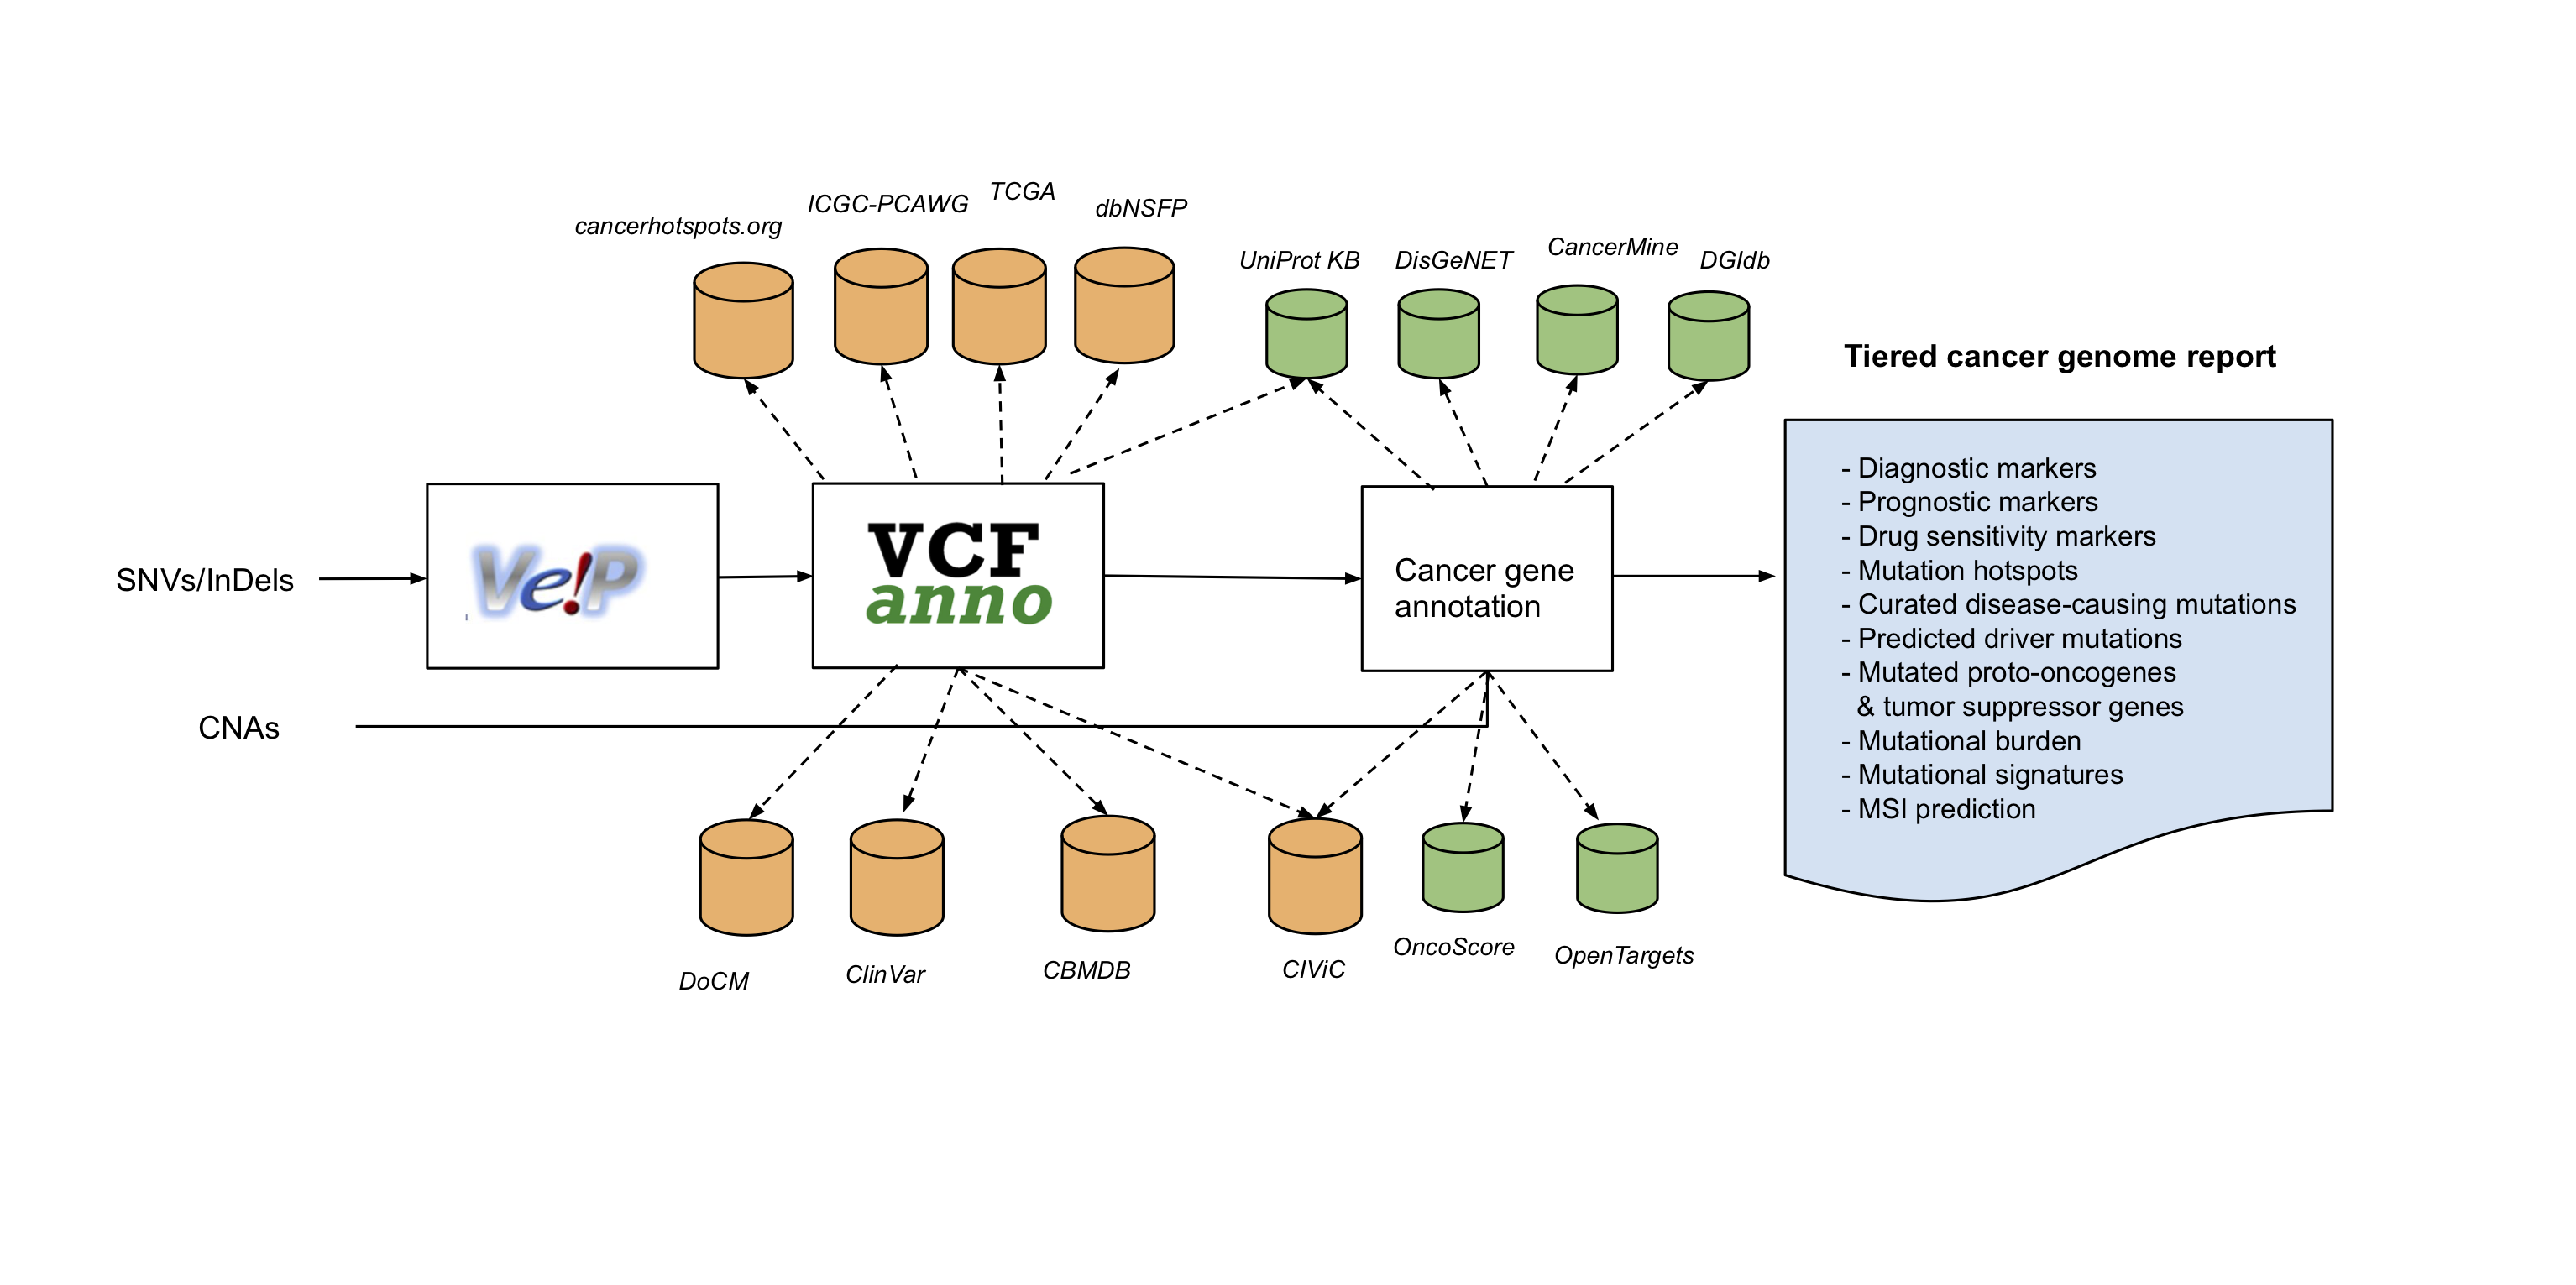 TCGA
ICGC-PCAWG
dbNSFP
cancerhotspots.org
CancerMine
UniProt KB
DisGeNET
DGIdb
Tiered cancer genome report
- Diagnostic markers
- Prognostic markers
- Drug sensitivity markers
- Mutation hotspots
- Curated disease-causing mutations
- Predicted driver mutations
- Mutated proto-oncogenes
& tumor suppressor genes
- Mutational burden
- Mutational signatures
- MSI prediction
SNVs/InDels
Ve!P
VCF
anno
Cancer gene
annotation
CNAs
DoCM
ClinVar
CBMDB
CIViC
OncoScore
OpenTargets